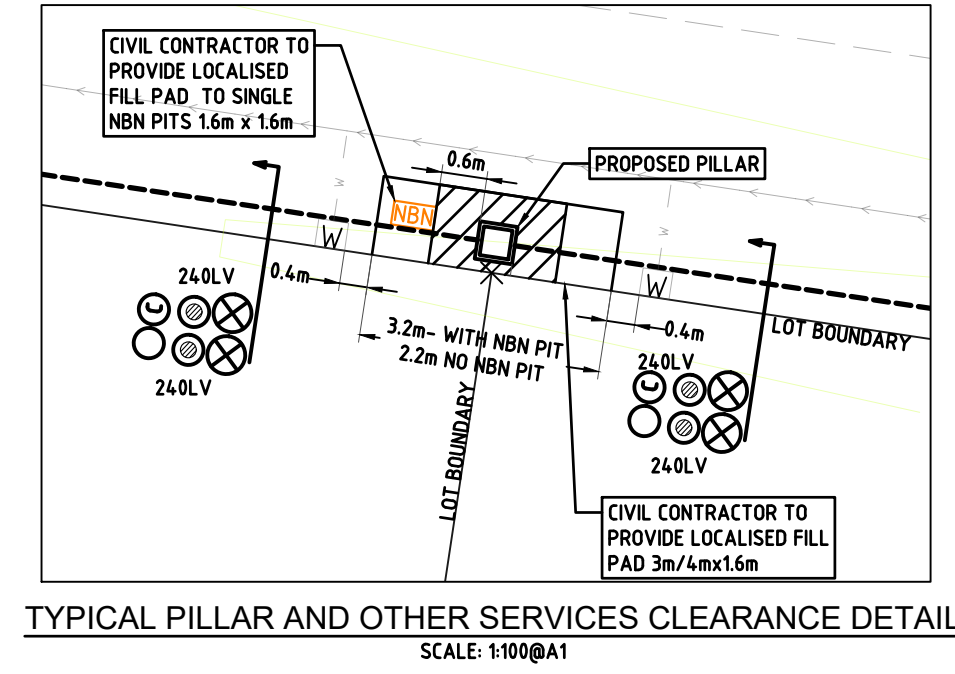 CIVIL CONTRACTOR TO
PROVIDE LOCALISED
FILL PAD TO SINGLE
NBN PITS 1.6m x 1.6m
0.6m
PROPOSED PILLAR
W
W
NBN
W
W
0.4m
240LV
C
240LV
3.2m- WITH NBN PIT
2.2m NO NBN PIT
0.4m
LOT BOUNDARY
240LV
C
240LV
LOT BOUNDARY
CIVIL CONTRACTOR TO
PROVIDE LOCALISED FILL
PAD 3m/4mx1.6m
TYPICAL PILLAR AND OTHER SERVICES CLEARANCE DETAIL
SCALE: 1:100@A1